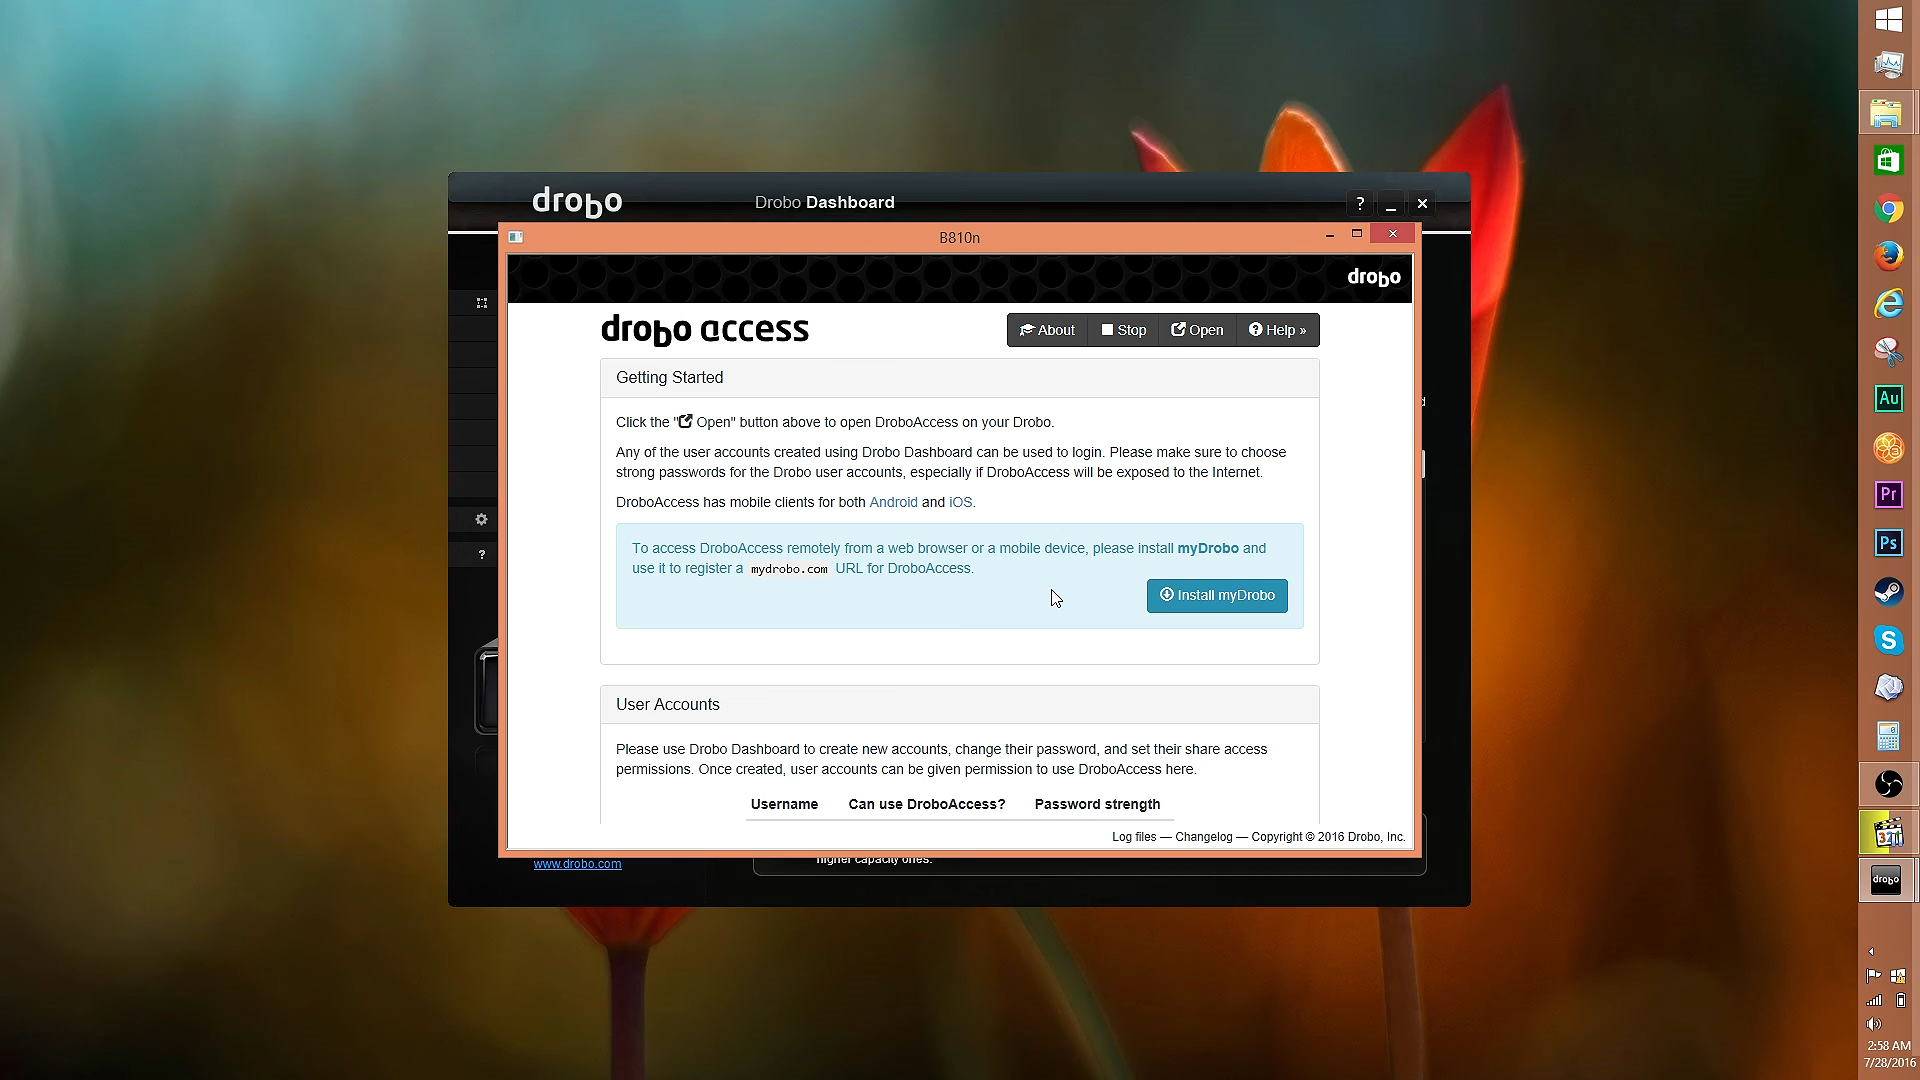 drobo
Drobo Dashboard
?
B810n
drobo
drobo access
About
Stop
Open
Help »
Getting Started
Click the " Open" button above to open DroboAccess on your Drobo.
Any of the user accounts created using Drobo Dashboard can be used to login. Please make sure to choose
strong passwords for the Drobo user accounts, especially if DroboAccess will be exposed to the Internet.
DroboAccess has mobile clients for both Android and iOS.
To access DroboAccess remotely from a web browser or a mobile device, please install myDrobo and
use it to register a mydrobo.com URL for DroboAccess.
Install myDrobo
?
User Accounts
Please use Drobo Dashboard to create new accounts, change their password, and set their share access
permissions. Once created, user accounts can be given permission to use DroboAccess here.
Username Can use DroboAccess? Password strength
Log files — Changelog — Copyright © 2016 Drobo, Inc.
www.drobo.com
higher capacity ones.
Au
3
Pr
Ps
S
321
drobo
2:58 AM
7/28/2016